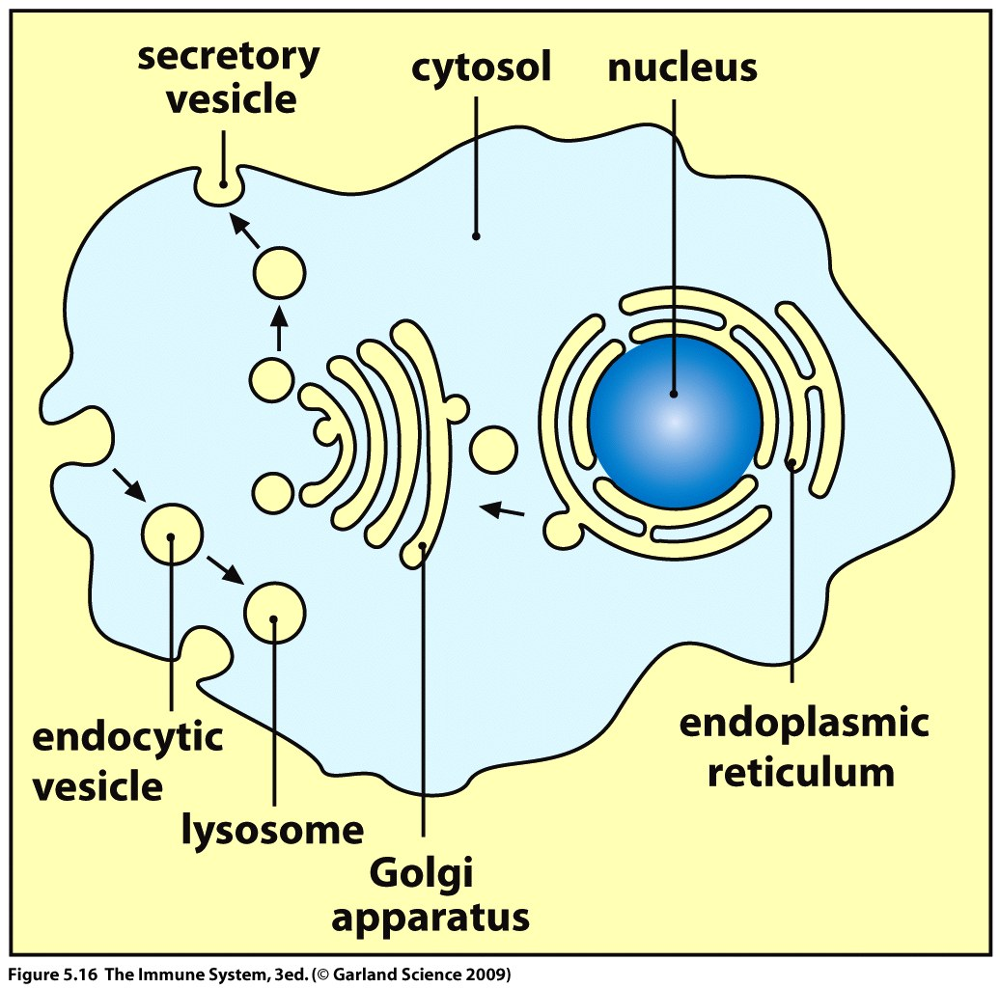 secretory
vesicle
cytosol
nucleus
endocytic
vesicle
lysosome
Golgi
apparatus
endoplasmic
reticulum
Figure 5.16 The Immune System, 3ed. (© Garland Science 2009)